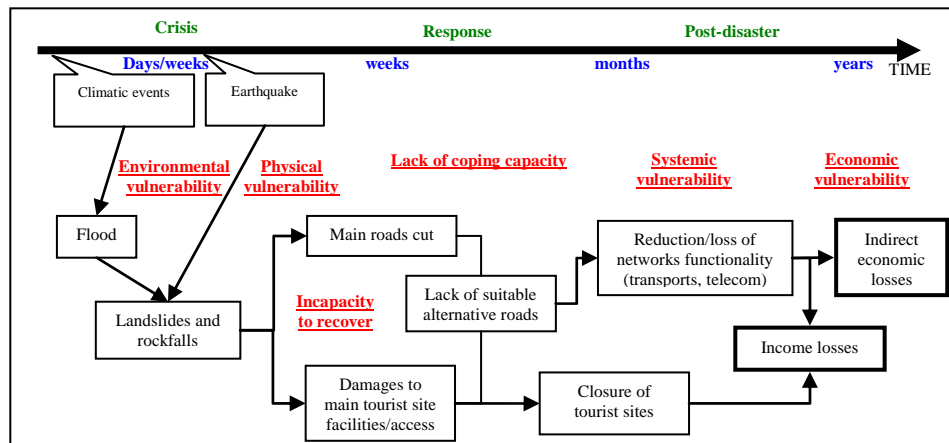 Crisis
Response
Post-disaster
Days/weeks
weeks
months
years
TIME
Climatic events
Earthquake
Environmental
vulnerability
Physical
vulnerability
Lack of coping capacity
Systemic
vulnerability
Economic
vulnerability
Flood
Main roads cut
Reduction/loss of
networks functionality
(transports, telecom)
Indirect
economic
losses
Landslides and
rockfalls
Incapacity
to recover
Lack of suitable
alternative roads
Income losses
Damages to
main tourist site
facilities/access
Closure of
tourist sites